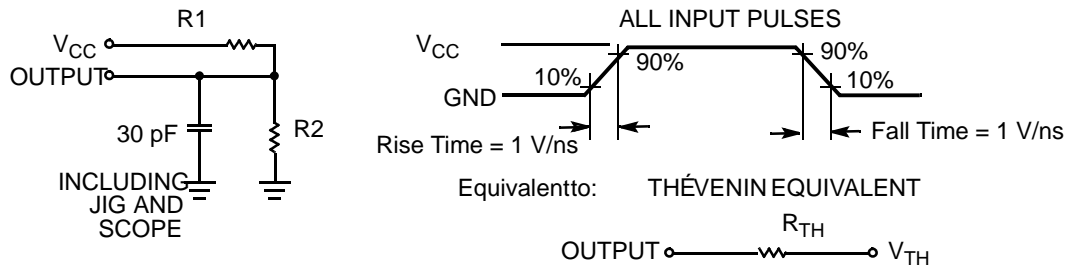 R1
V_CC
OUTPUT
30 pF
R2
INCLUDING
JIG AND
SCOPE
ALL INPUT PULSES
V_CC
GND
10%
90%
90%
10%
Rise Time = 1 V/ns
Fall Time = 1 V/ns
Equivalentto: THÉVENIN EQUIVALENT
R_TH
OUTPUT V_TH